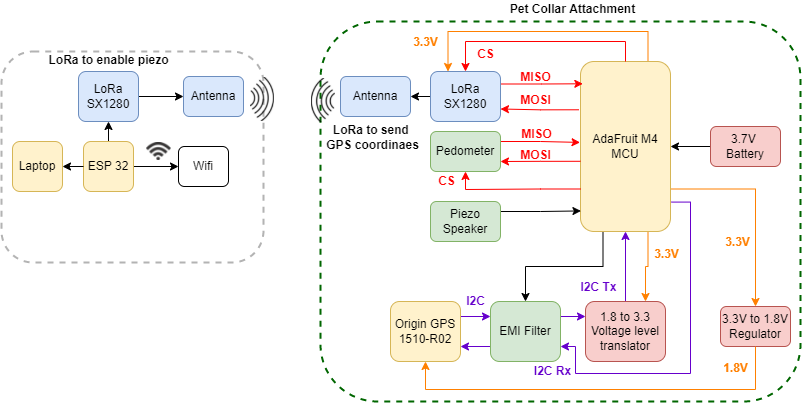 Pet Collar Attachment
LoRa to enable piezo
LoRa
SX1280
Antenna
Laptop
ESP 32
Wifi
3.3V
CS
Antenna
LoRa
SX1280
MISO
MOSI
LoRa to send
GPS coordinaes
Pedometer
MISO
MOSI
CS
AdaFruit M4
MCU
3.7V
Battery
Piezo
Speaker
3.3V
3.3V
I2C Tx
I2C
Origin GPS
1510-R02
EMI Filter
1.8 to 3.3
Voltage level
translator
3.3V to 1.8V
Regulator
I2C Rx
1.8V